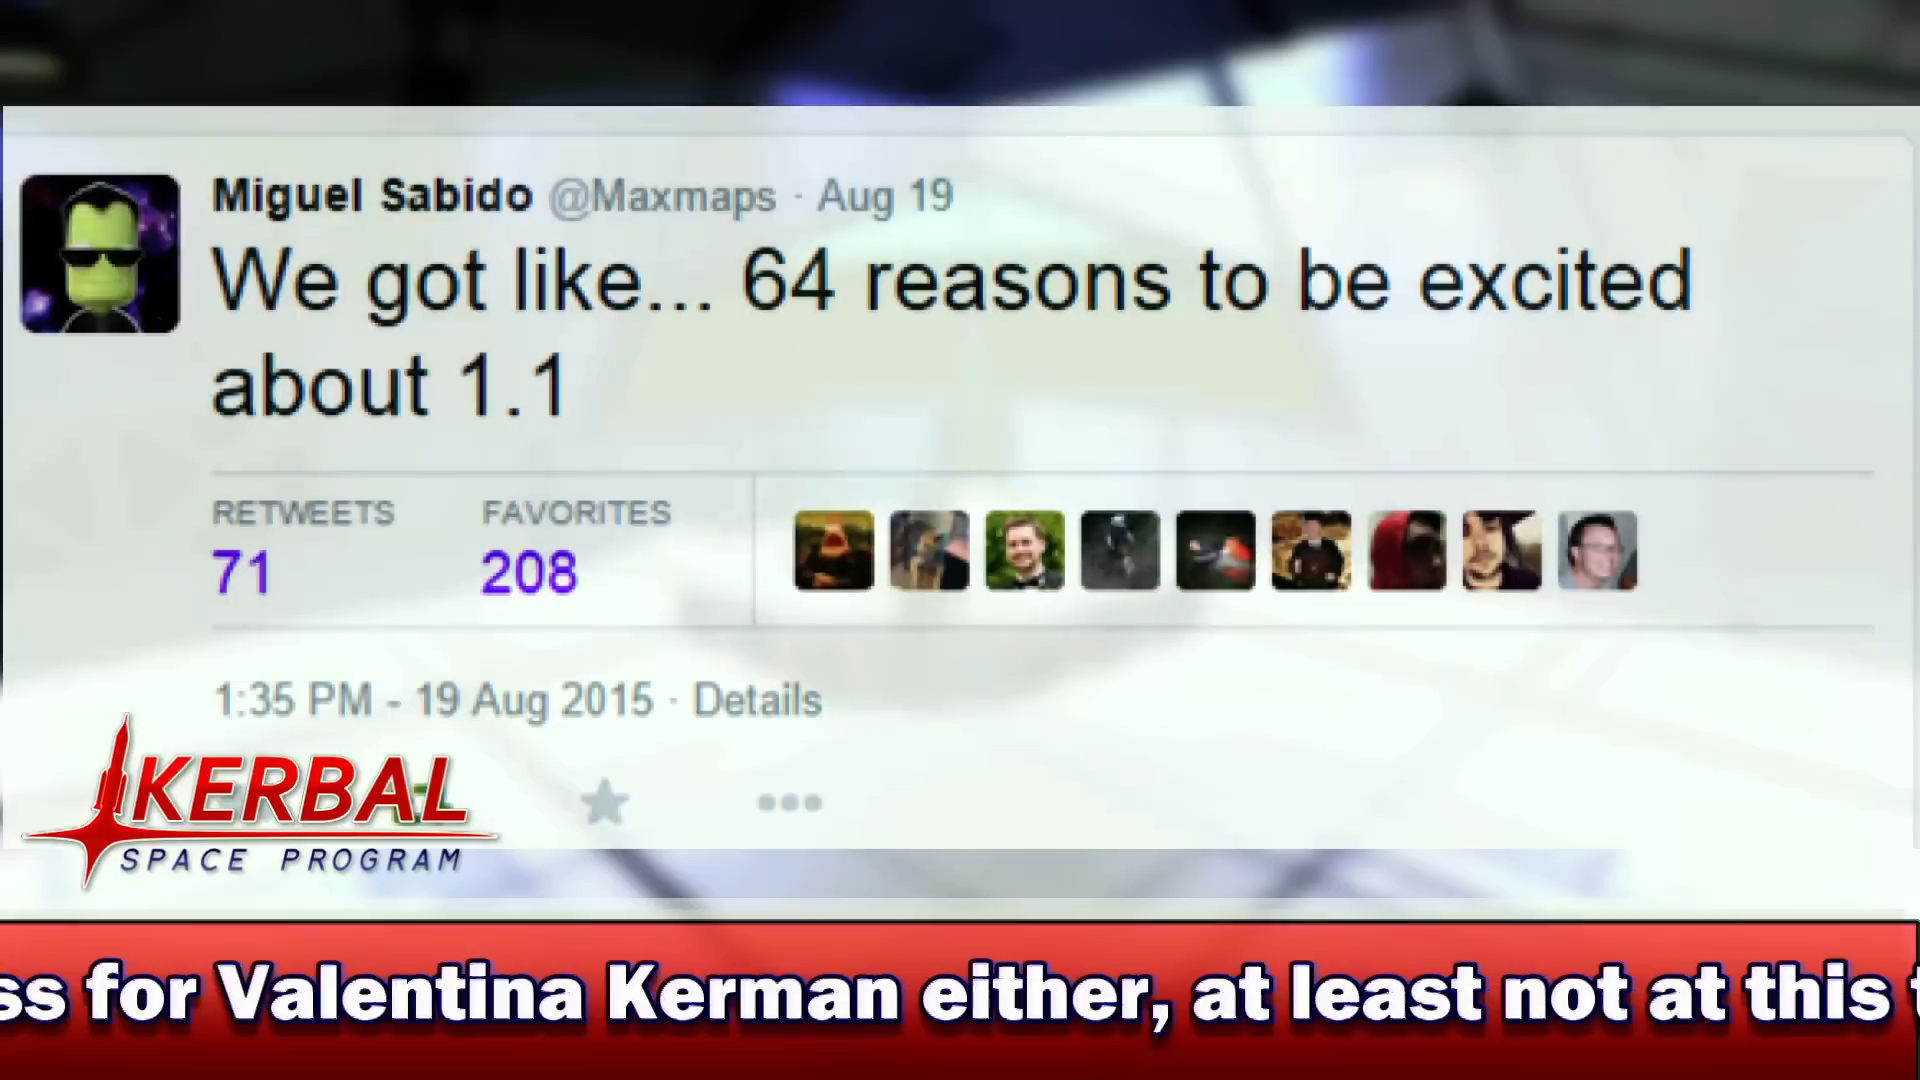 Miguel Sabido @Maxmaps · Aug 19
We got like... 64 reasons to be excited
about 1.1
RETWEETS FAVORITES
71 208
1:35 PM - 19 Aug 2015 · Details
KERBAL
SPACE PROGRAM
for Valentina Kerman either, at least not at this